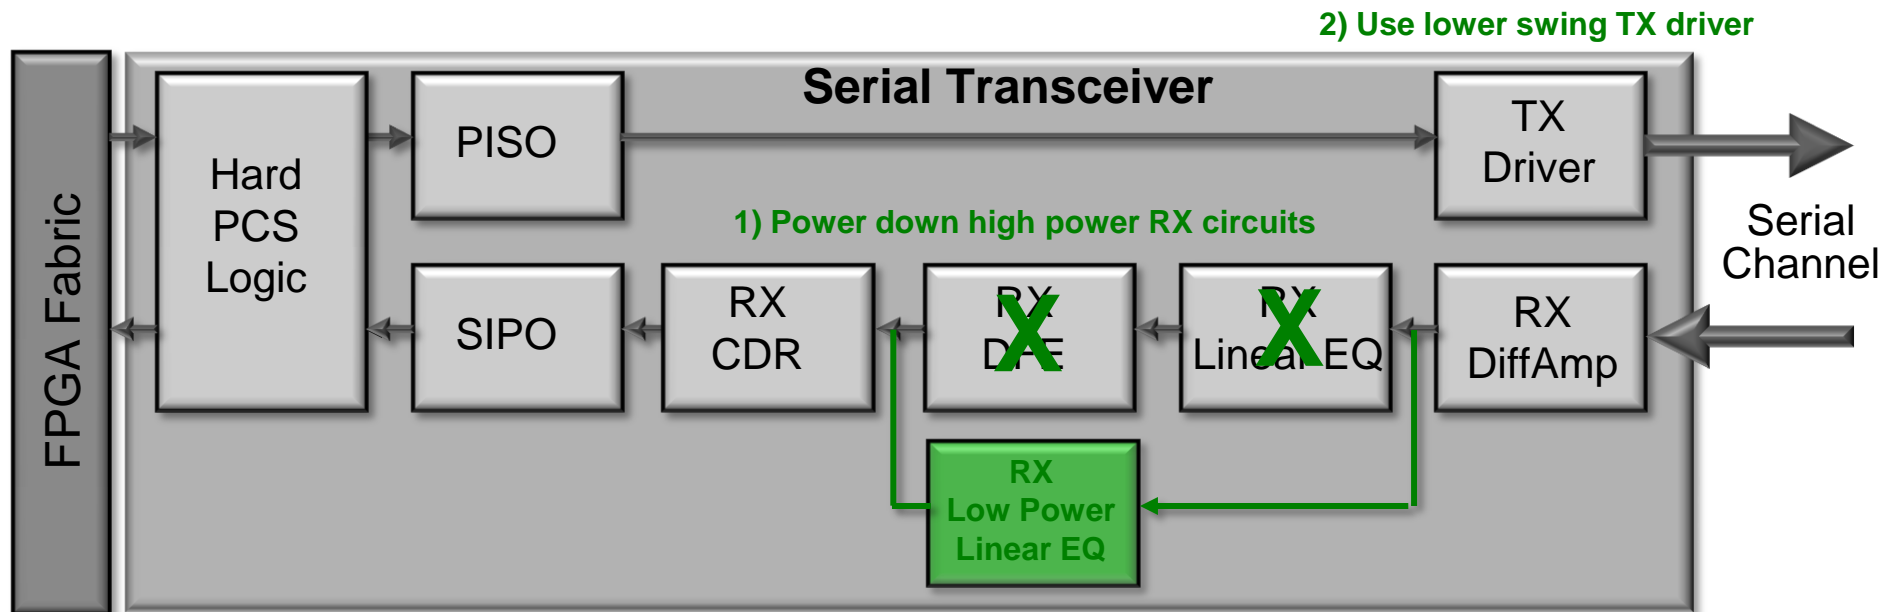 2) Use lower swing TX driver
Serial Transceiver
FPGA Fabric
Hard
PCS
Logic
PISO
TX
Driver
Serial
Channel
1) Power down high power RX circuits
SIPO
RX
CDR
RX
DFE
X
RX
Linear EQ
X
RX
DiffAmp
RX
Low Power
Linear EQ